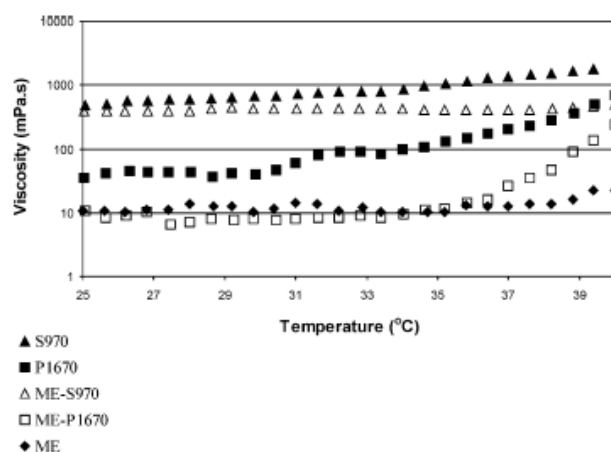 10000
1000
100
10
1
Viscosity (mPa.s)
25 27 29 31 33 35 37 39
Temperature (°C)
S970
P1670
ME-S970
ME-P1670
ME